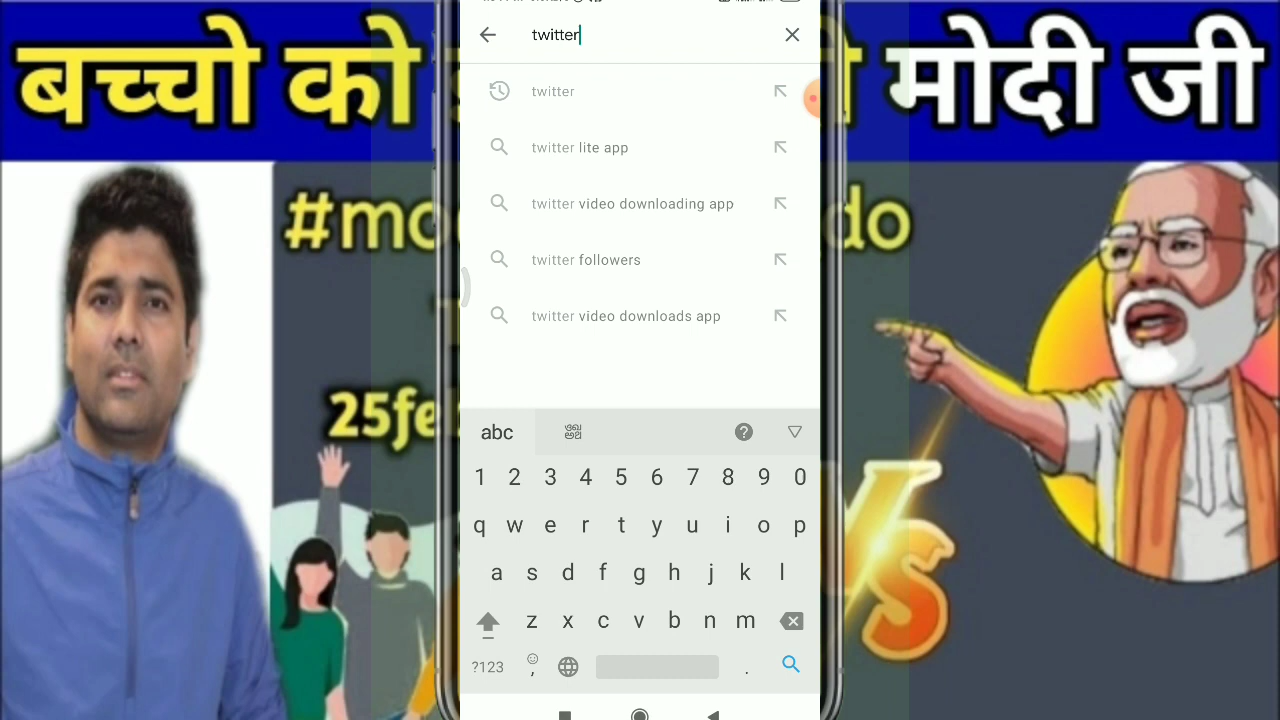 बच्चो को
मोदी जी
twitter
twitter
twitter lite app
twitter video downloading app
twitter followers
twitter video downloads app
#mo
do
25fe
Vs
abc
1 2 3 4 5 6 7 8 9 0
q w e r t y u i o p
a s d f g h j k l
z x c v b n m
?123 , .